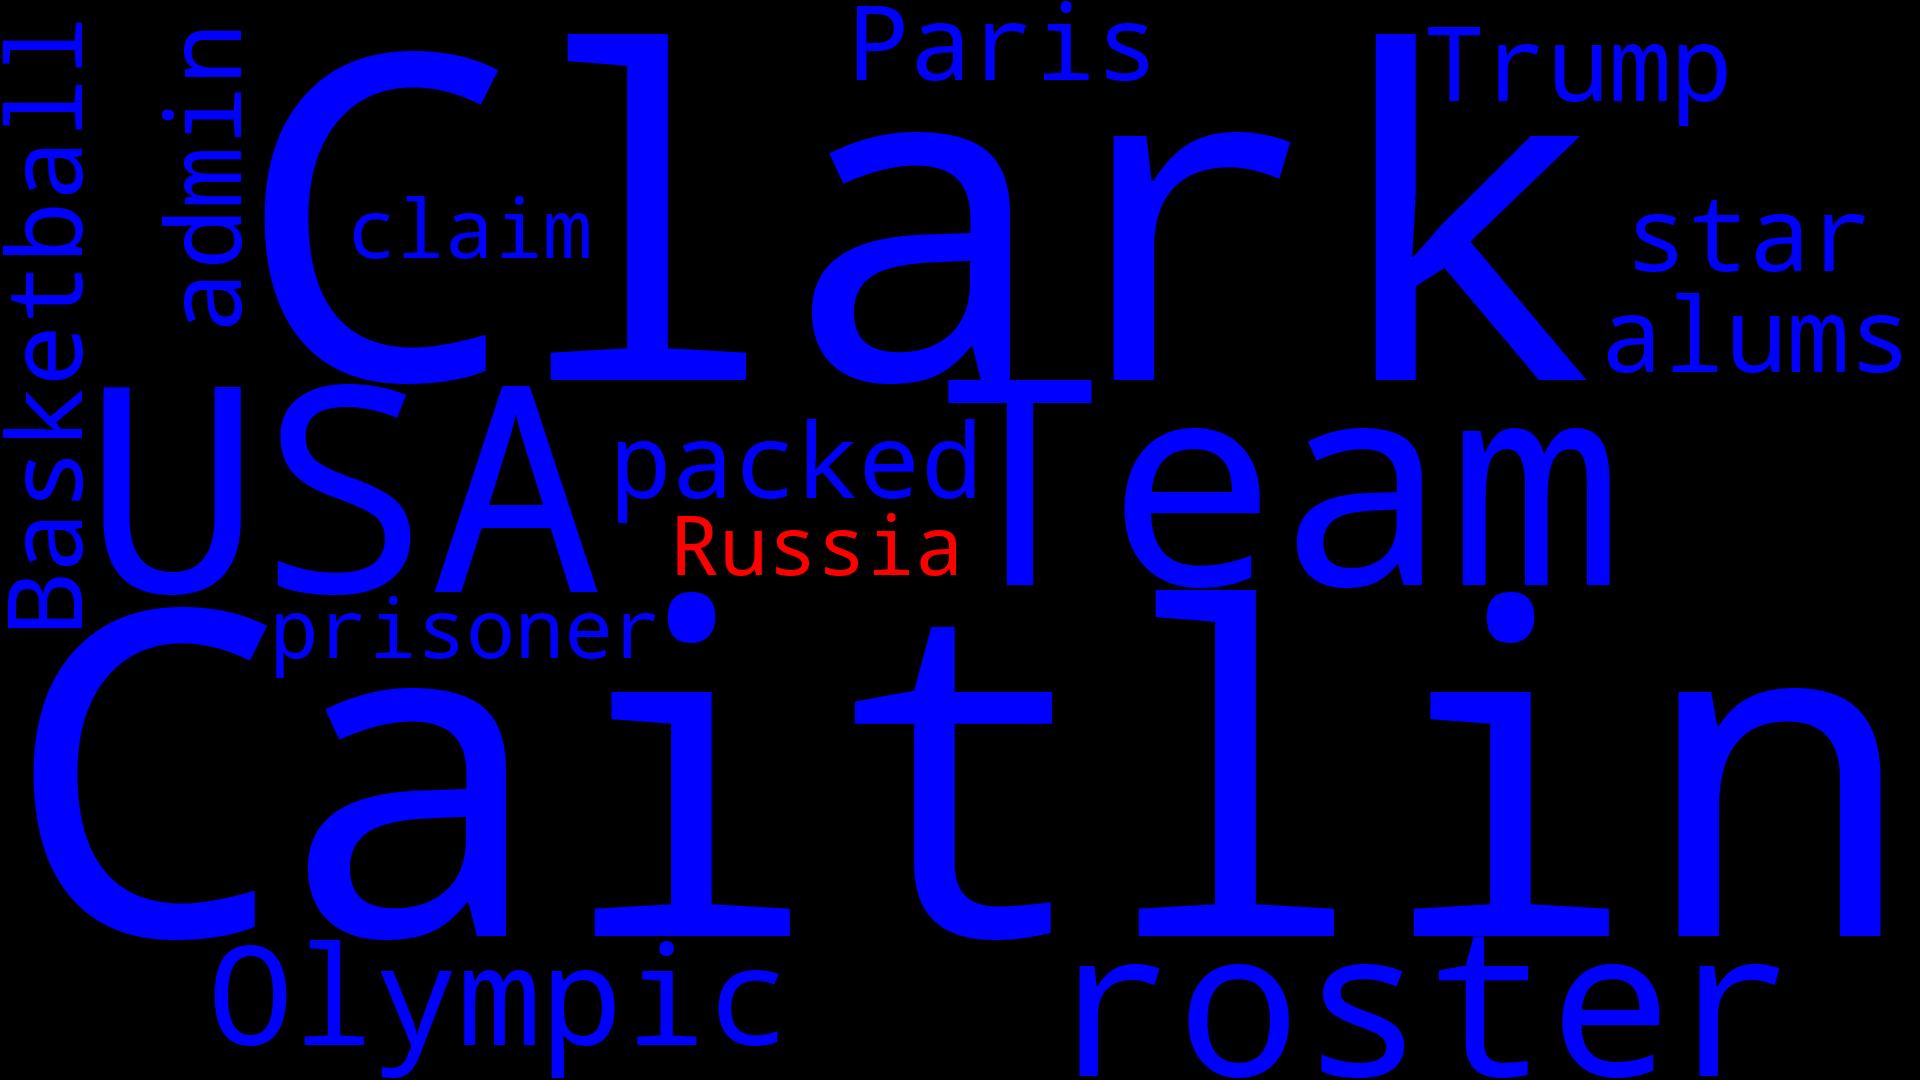 Paris
Trump
Clark
Basketball
admin
claim
star
alums
USA
packed
Team
Russia
prisoner
Caitlin
Olympic
roster